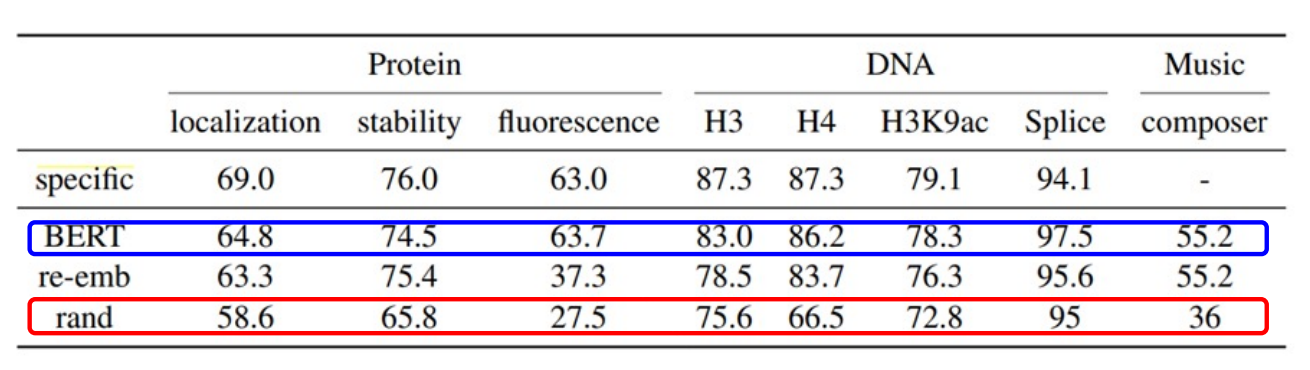 Protein DNA Music
localization stability fluorescence H3 H4 H3K9ac Splice composer
specific 69.0 76.0 63.0 87.3 87.3 79.1 94.1 -
BERT 64.8 74.5 63.7 83.0 86.2 78.3 97.5 55.2
re-emb 63.3 75.4 37.3 78.5 83.7 76.3 95.6 55.2
rand 58.6 65.8 27.5 75.6 66.5 72.8 95 36